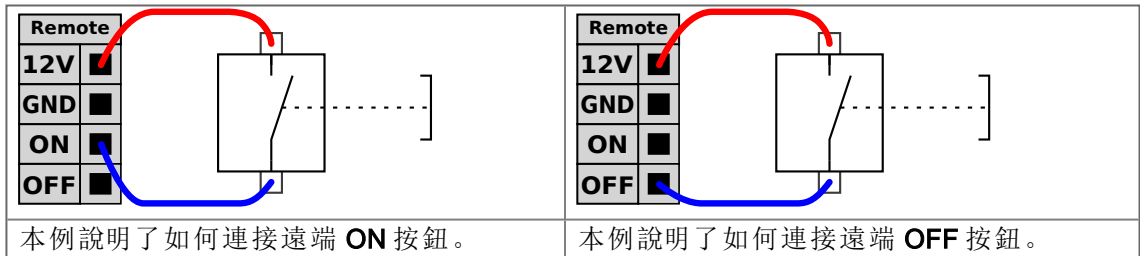 Remote
12V
GND
ON
OFF
本例說明了如何連接遠端 ON 按鈕。
Remote
12V
GND
ON
OFF
本例說明了如何連接遠端 OFF 按鈕。